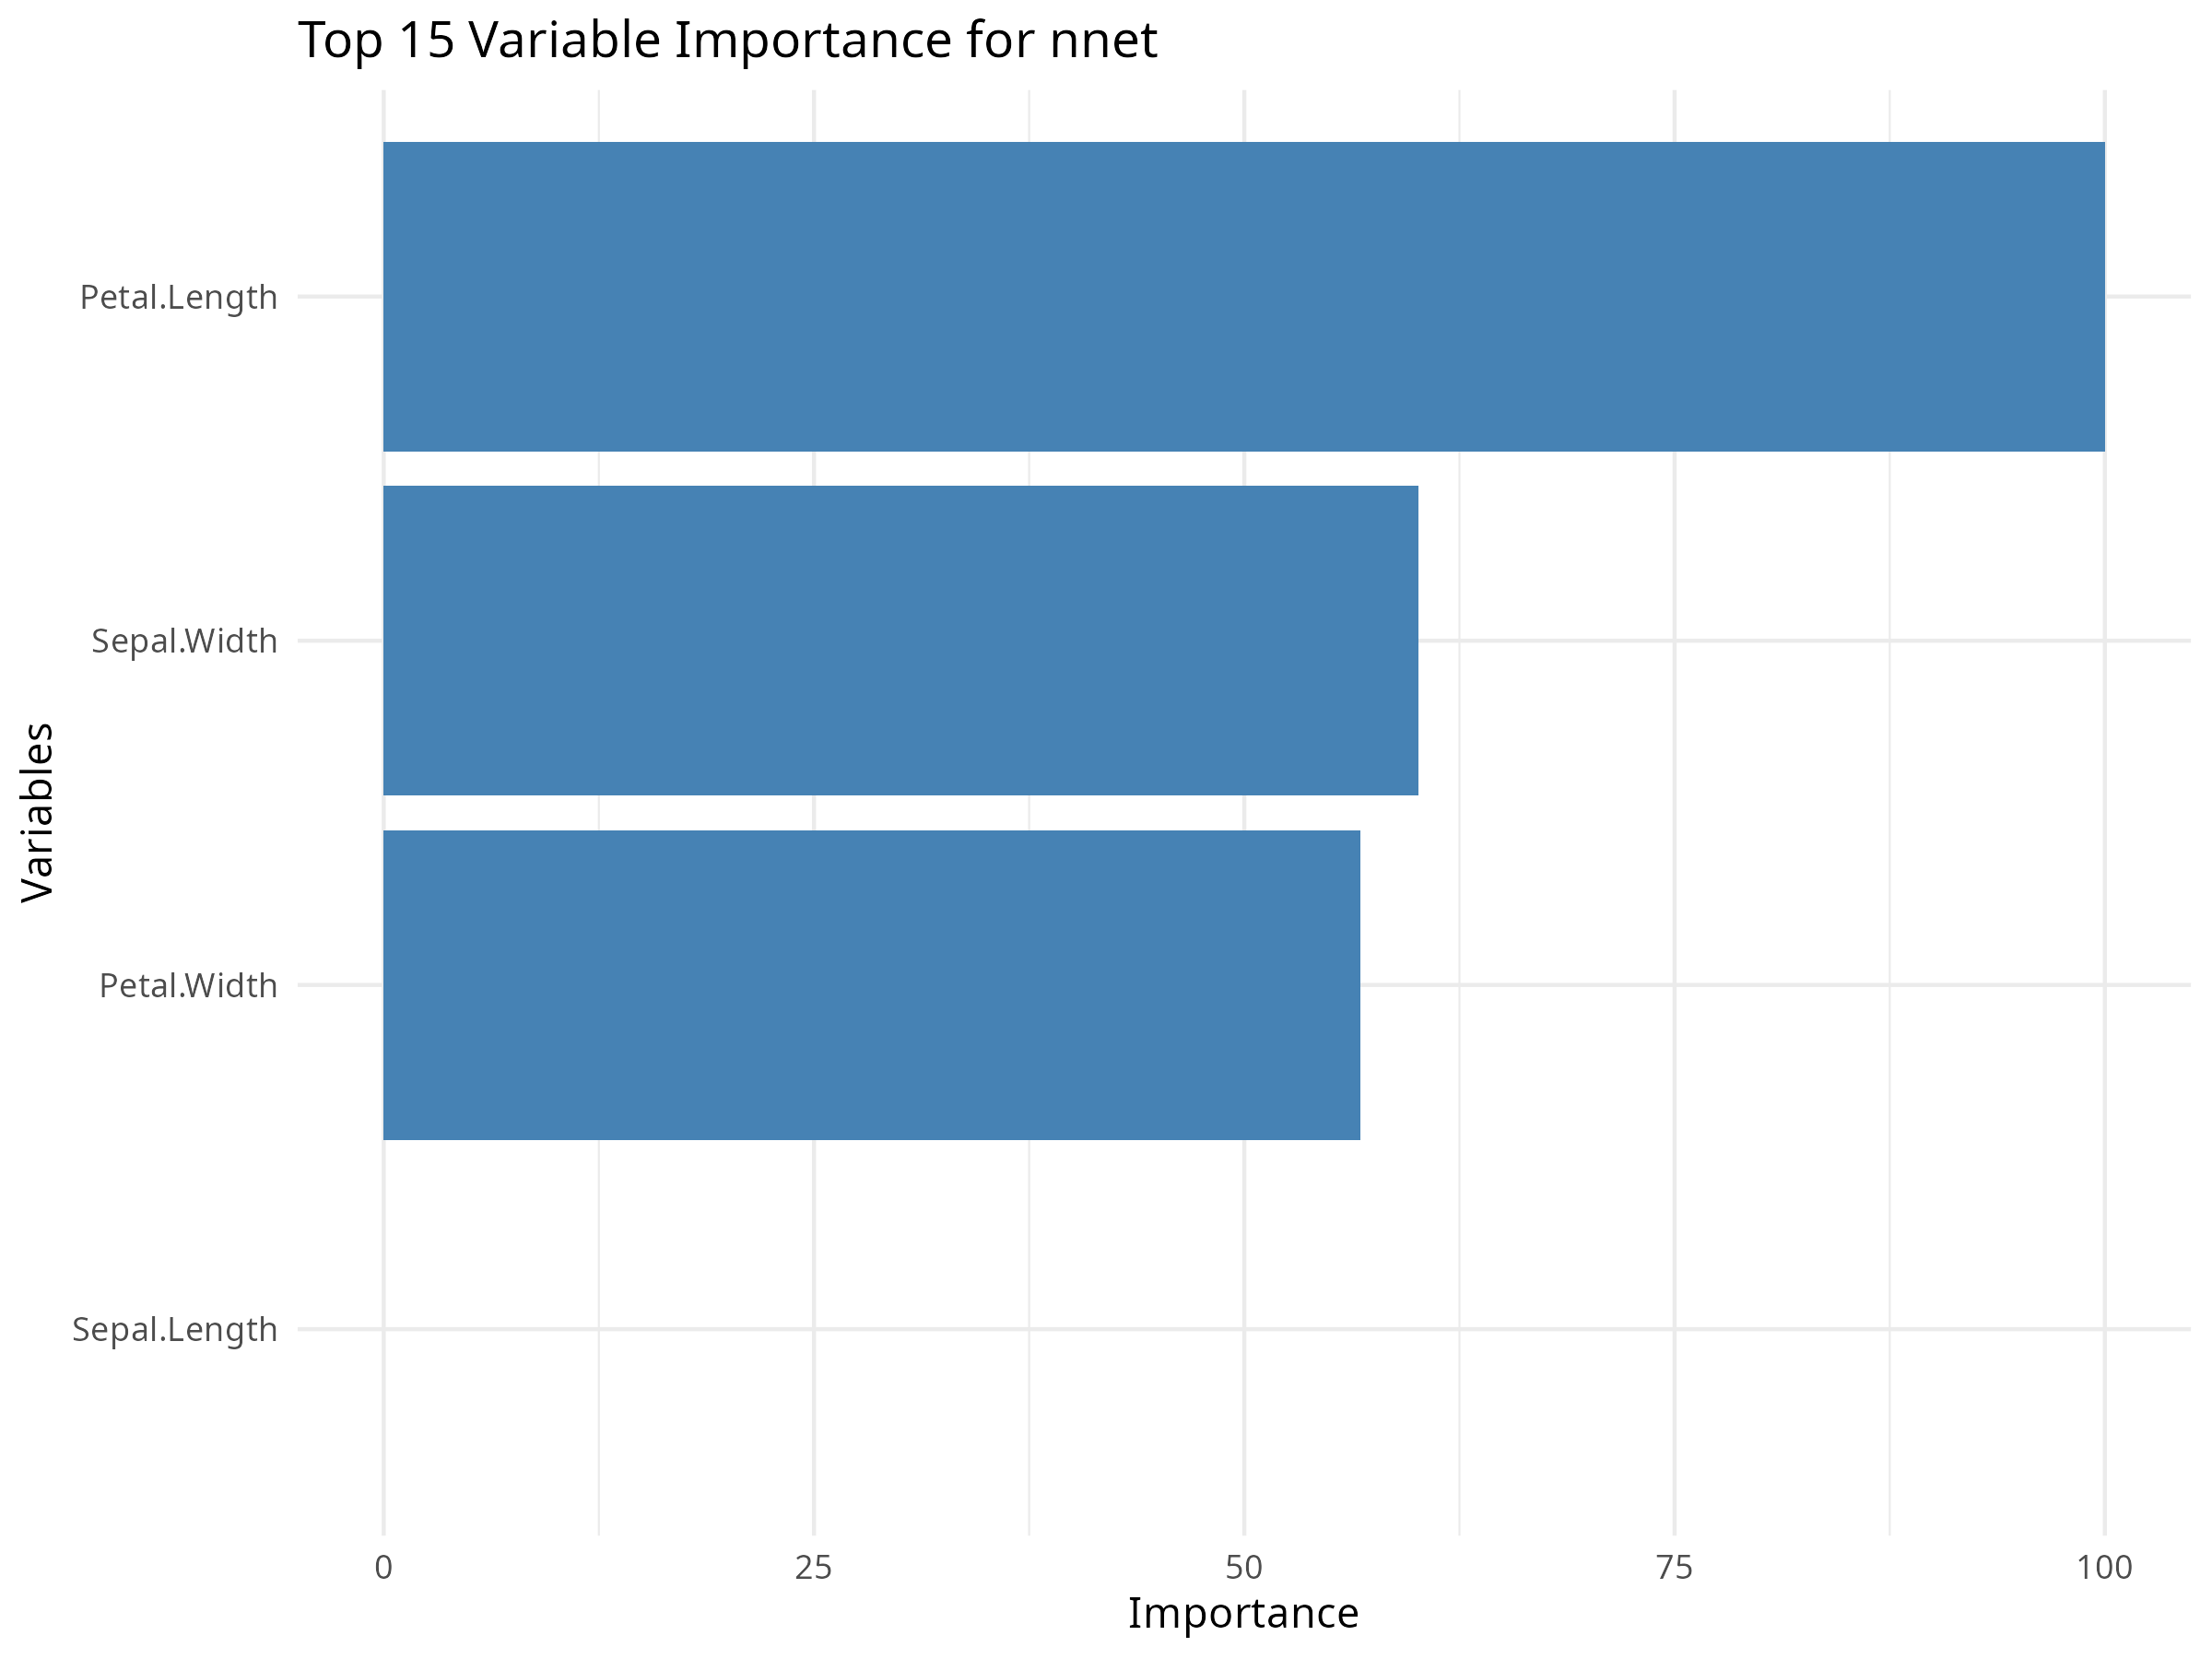 Top 15 Variable Importance for nnet
Variables
Petal.Length
Sepal.Width
Petal.Width
Sepal.Length
0 25 50 75 100
Importance